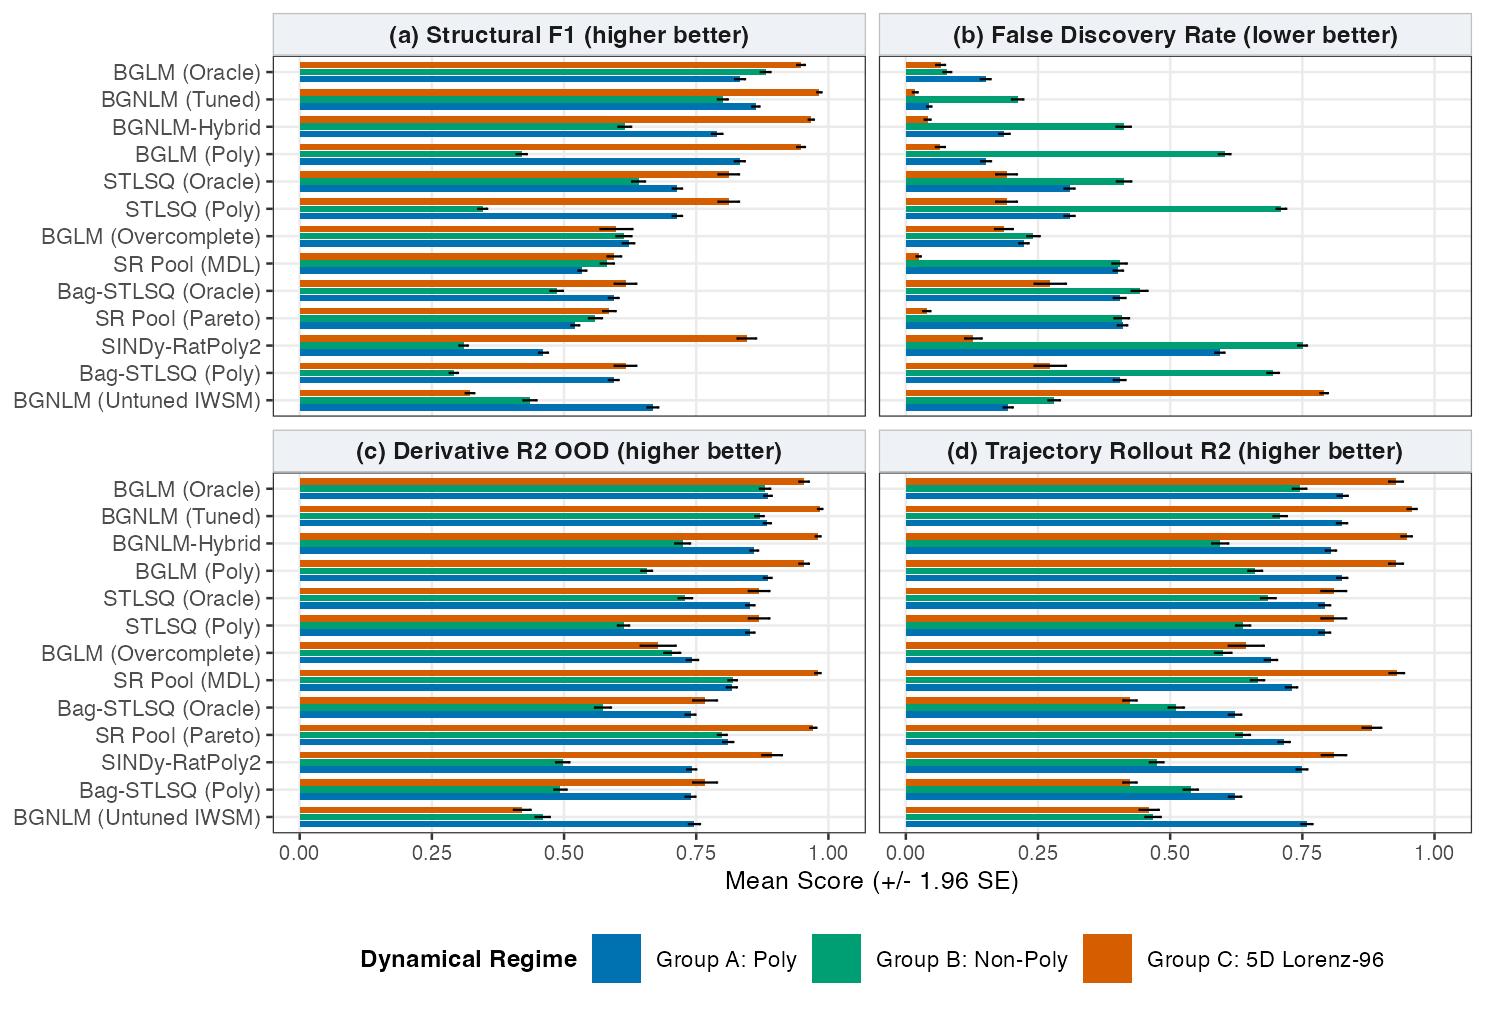 (a) Structural F1 (higher better)
(b) False Discovery Rate (lower better)
BGLM (Oracle)
BGNLM (Tuned)
BGNLM-Hybrid
BGLM (Poly)
STLSQ (Oracle)
STLSQ (Poly)
BGLM (Overcomplete)
SR Pool (MDL)
Bag-STLSQ (Oracle)
SR Pool (Pareto)
SINDy-RatPoly2
Bag-STLSQ (Poly)
BGNLM (Untuned IWSM)
(c) Derivative R2 OOD (higher better)
(d) Trajectory Rollout R2 (higher better)
BGLM (Oracle)
BGNLM (Tuned)
BGNLM-Hybrid
BGLM (Poly)
STLSQ (Oracle)
STLSQ (Poly)
BGLM (Overcomplete)
SR Pool (MDL)
Bag-STLSQ (Oracle)
SR Pool (Pareto)
SINDy-RatPoly2
Bag-STLSQ (Poly)
BGNLM (Untuned IWSM)
0.00 0.25 0.50 0.75 1.00 0.00 0.25 0.50 0.75 1.00
Mean Score (+/- 1.96 SE)
Dynamical Regime Group A: Poly Group B: Non-Poly Group C: 5D Lorenz-96